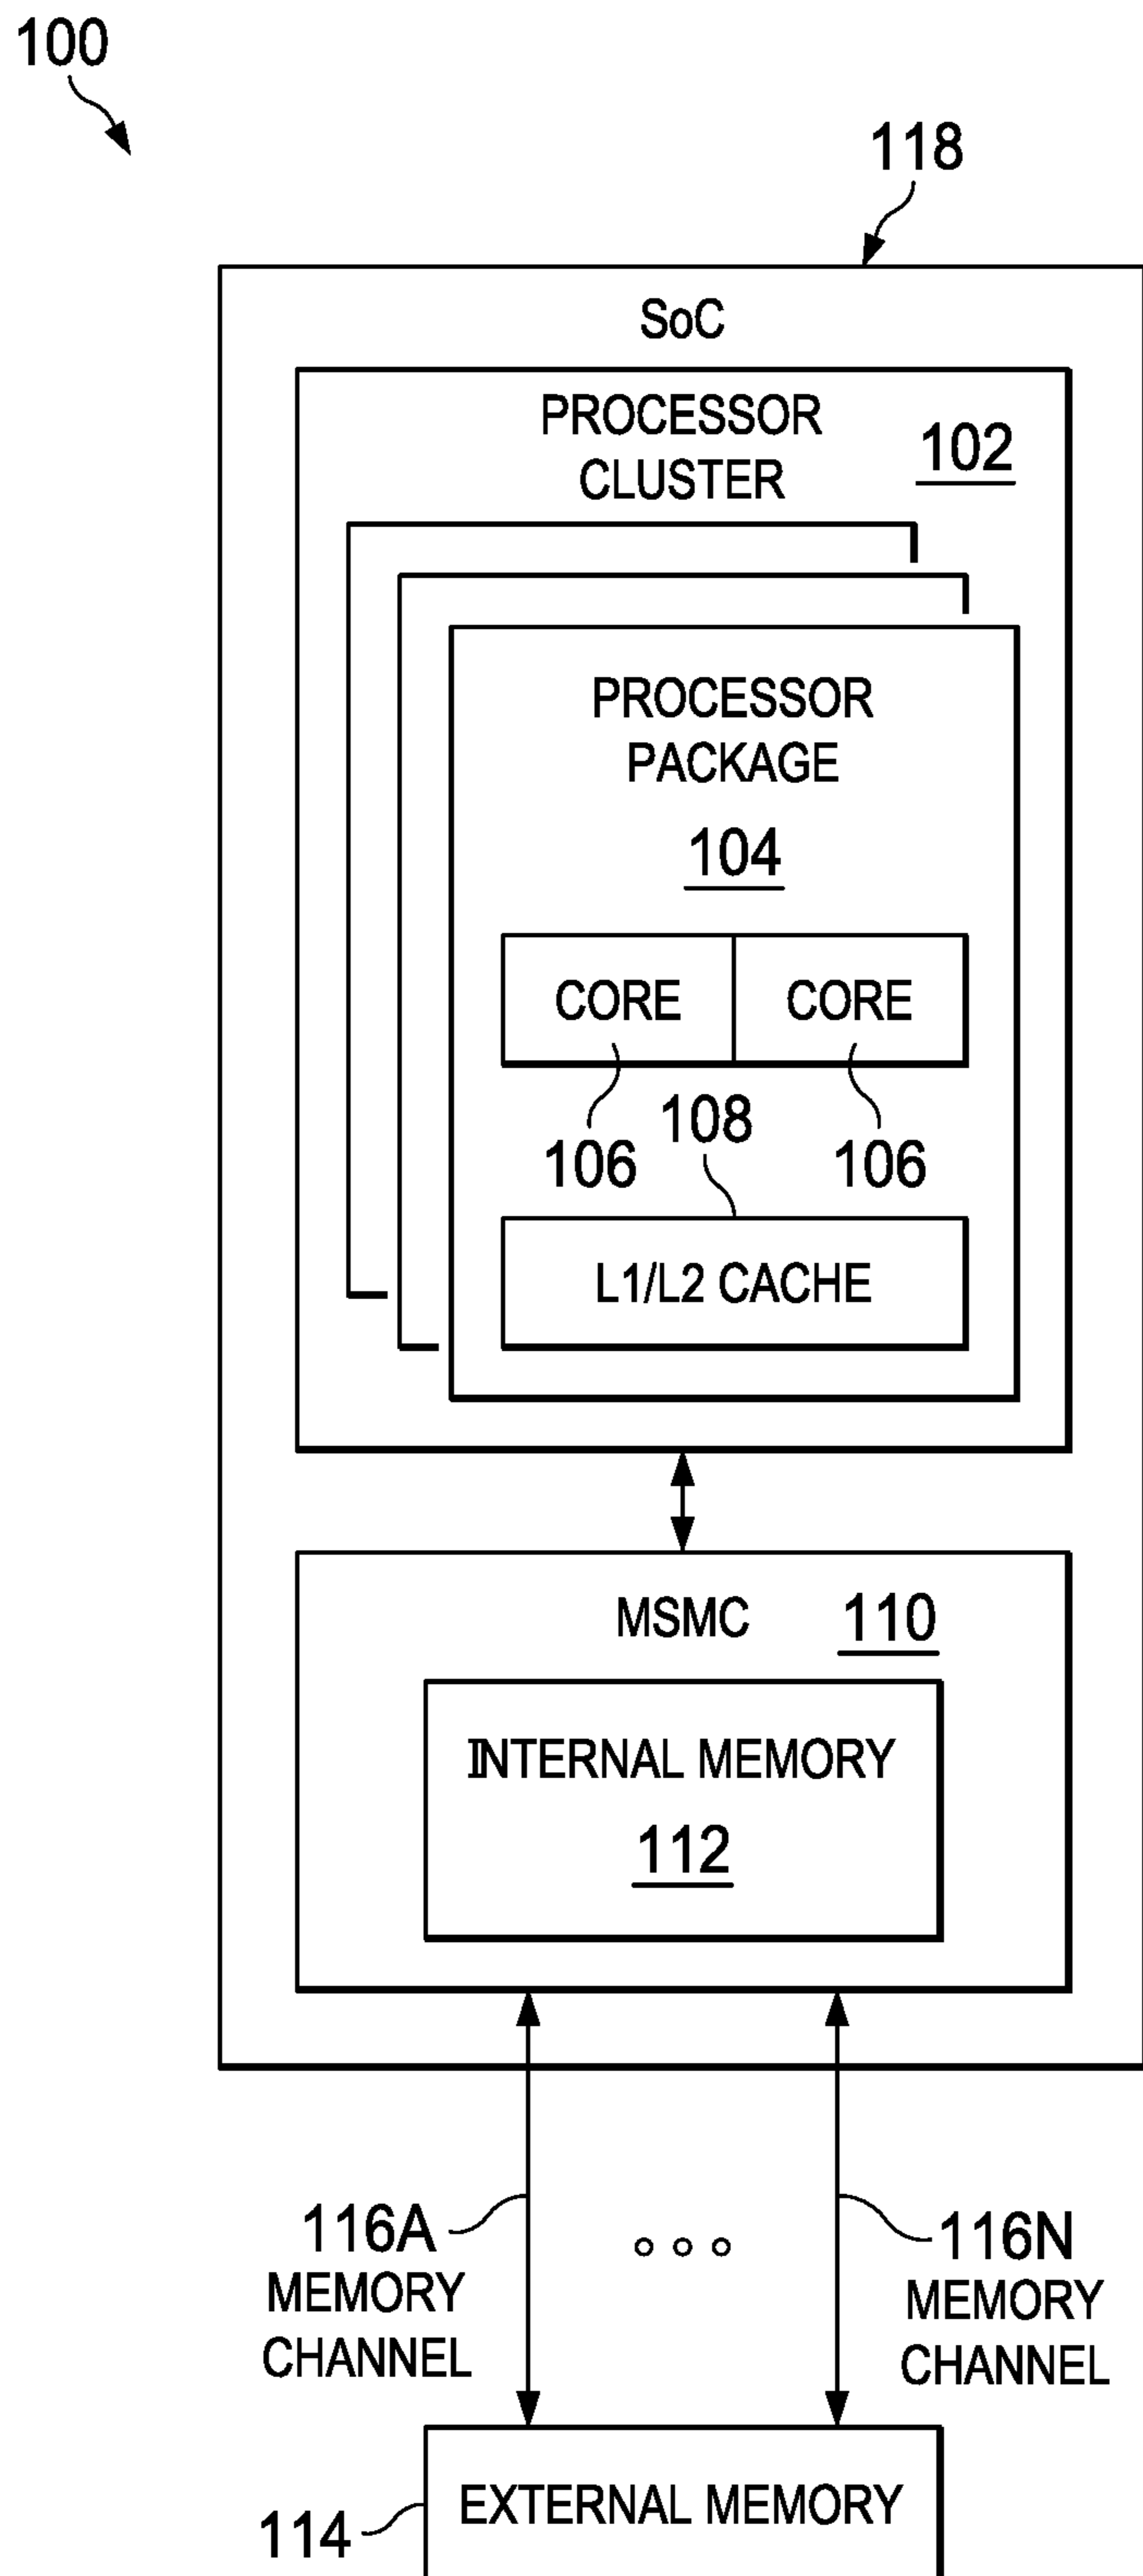 100
118
SoC
PROCESSOR
CLUSTER
102
PROCESSOR
PACKAGE
104
CORE
CORE
108
106
106
L1/L2 CACHE
MSMC
110
INTERNAL MEMORY
112
116A
MEMORY
CHANNEL
116N
MEMORY
CHANNEL
EXTERNAL MEMORY
114